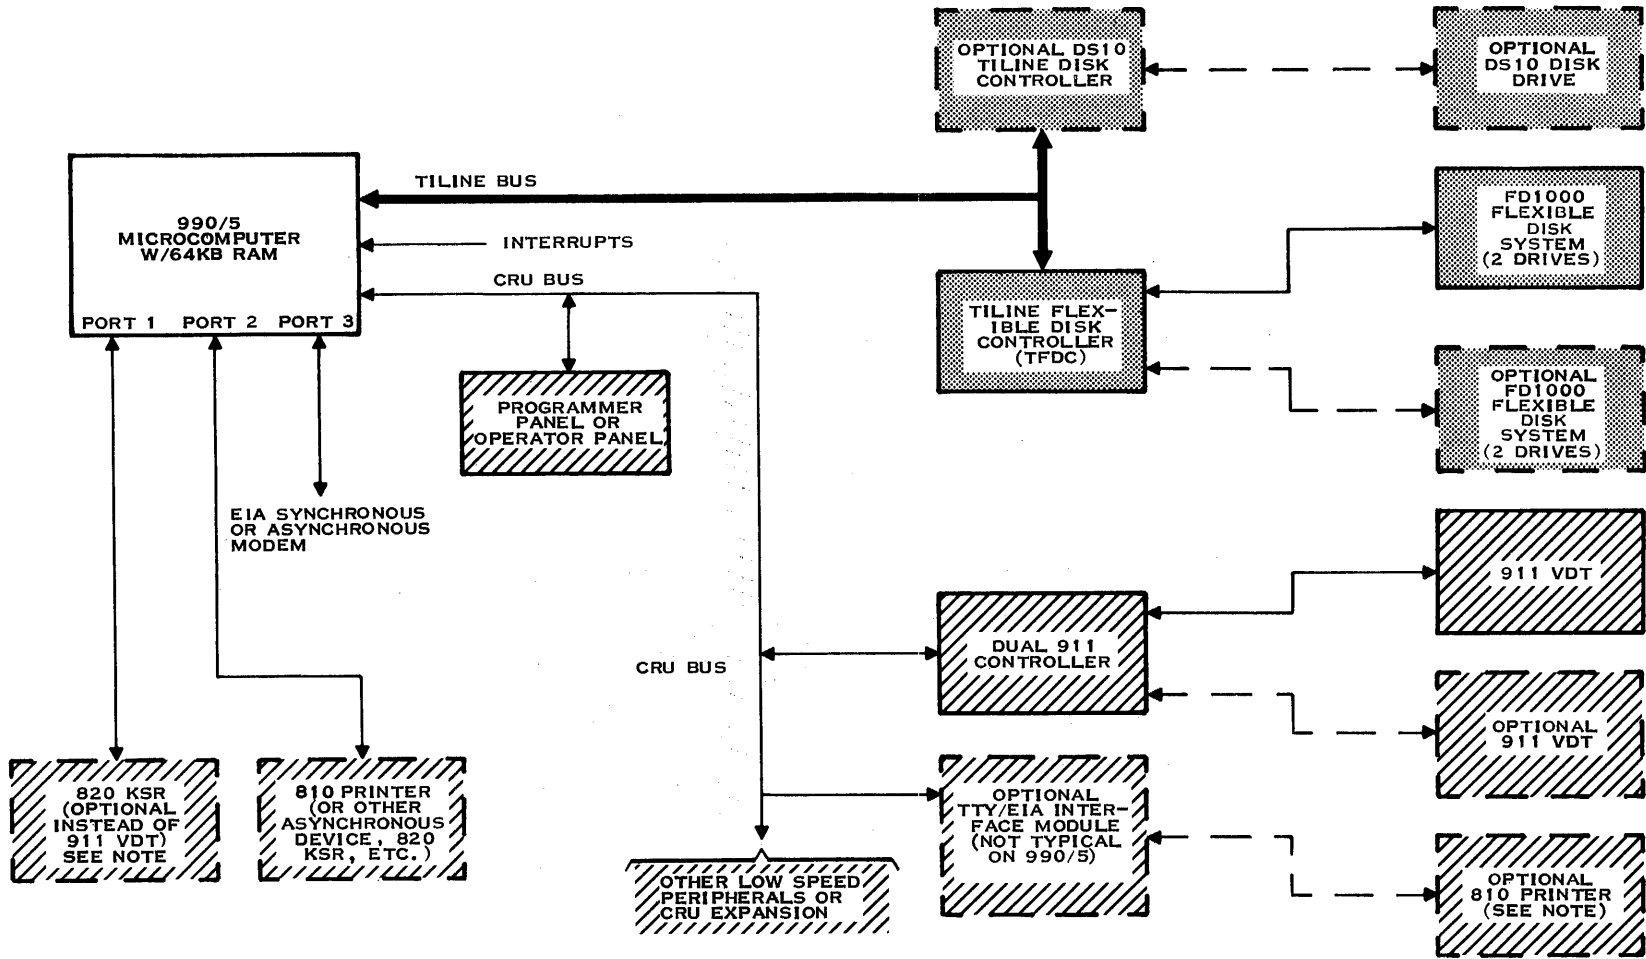 OPTIONAL DS10
TILINE DISK
CONTROLLER
OPTIONAL
DS10 DISK
DRIVE
TILINE BUS
990/5
MICROCOMPUTER
W/64KB RAM
INTERRUPTS
CRU BUS
PORT 1 PORT 2 PORT 3
FD1000
FLEXIBLE
DISK
SYSTEM
(2 DRIVES)
TILINE FLEX-
IBLE DISK
CONTROLLER
(TFDC)
PROGRAMMER
PANEL OR
OPERATOR PANEL
OPTIONAL
FD1000
FLEXIBLE
DISK
SYSTEM
(2 DRIVES)
EIA SYNCHRONOUS
OR ASYNCHRONOUS
MODEM
911 VDT
DUAL 911
CONTROLLER
CRU BUS
OPTIONAL
911 VDT
820 KSR
(OPTIONAL
INSTEAD OF
911 VDT)
SEE NOTE
810 PRINTER
(OR OTHER
ASYNCHRONOUS
DEVICE, 820
KSR, ETC.)
OPTIONAL
TTY/EIA INTER-
FACE MODULE
(NOT TYPICAL
ON 990/5)
OTHER LOW SPEED
PERIPHERALS OR
CRU EXPANSION
OPTIONAL
810 PRINTER
(SEE NOTE)